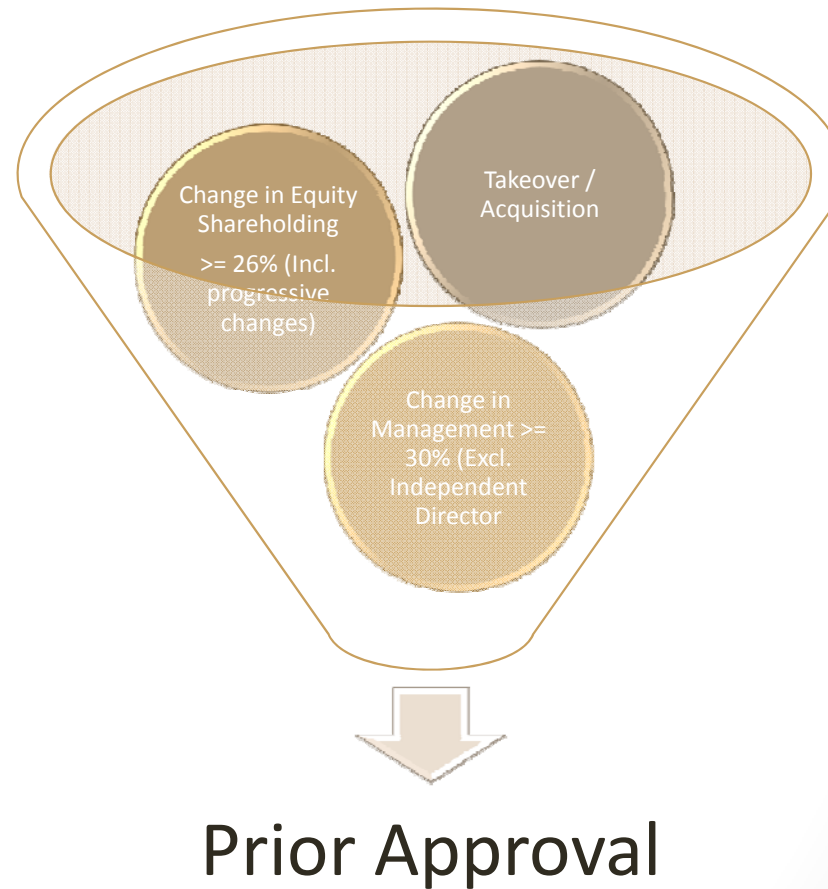 Change in Equity
Shareholding
>= 26% (Incl.
progressive
changes)
Takeover /
Acquisition
Change in
Management >=
30% (Excl.
Independent
Director
Prior Approval